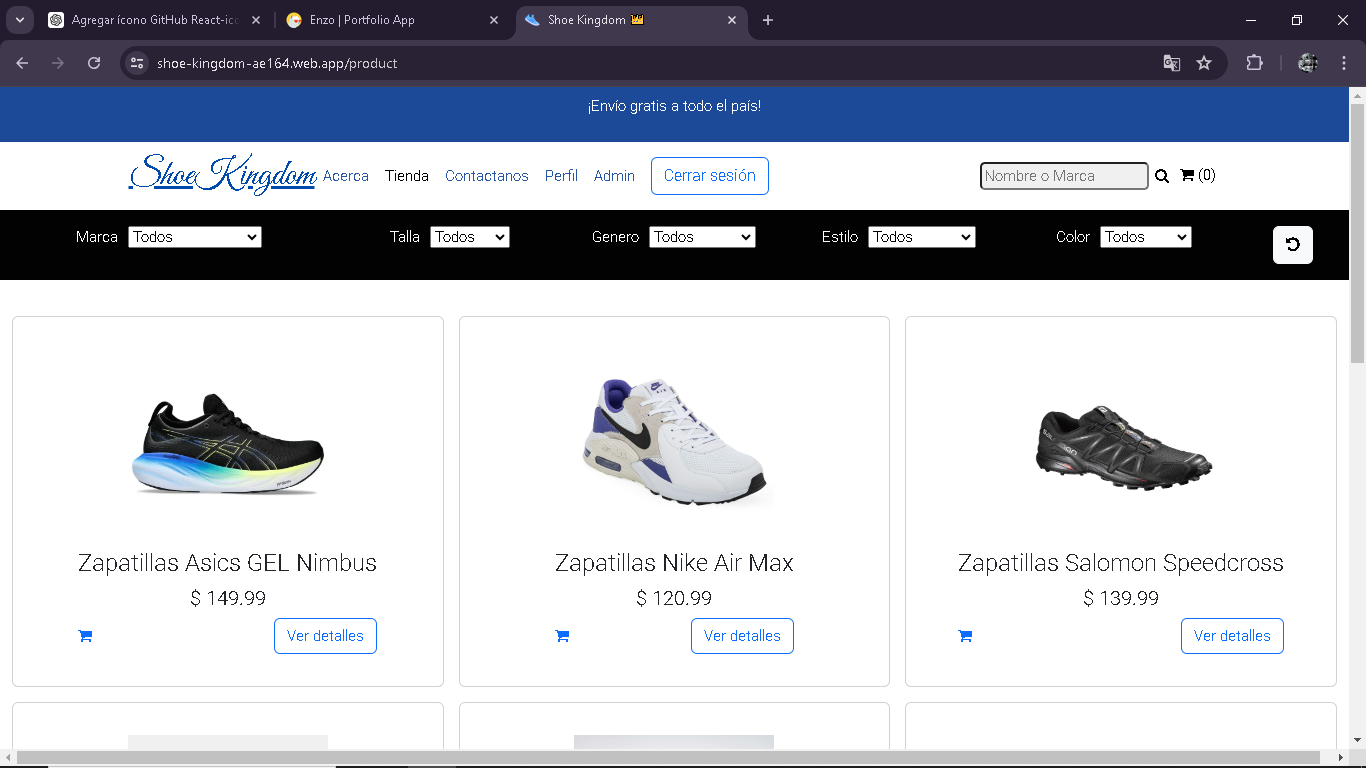 Agregar ícono GitHub React-ico
Enzo | Portfolio App
Shoe Kingdom 👑
shoe-kingdom-ae164.web.app/product
¡Envío gratis a todo el país!
Shoe Kingdom Acerca Tienda Contactanos Perfil Admin Cerrar sesión Nombre o Marca (0)
Marca Todos Talla Todos Genero Todos Estilo Todos Color Todos
Zapatillas Asics GEL Nimbus
$ 149.99
Ver detalles
Zapatillas Nike Air Max
$ 120.99
Ver detalles
Zapatillas Salomon Speedcross
$ 139.99
Ver detalles